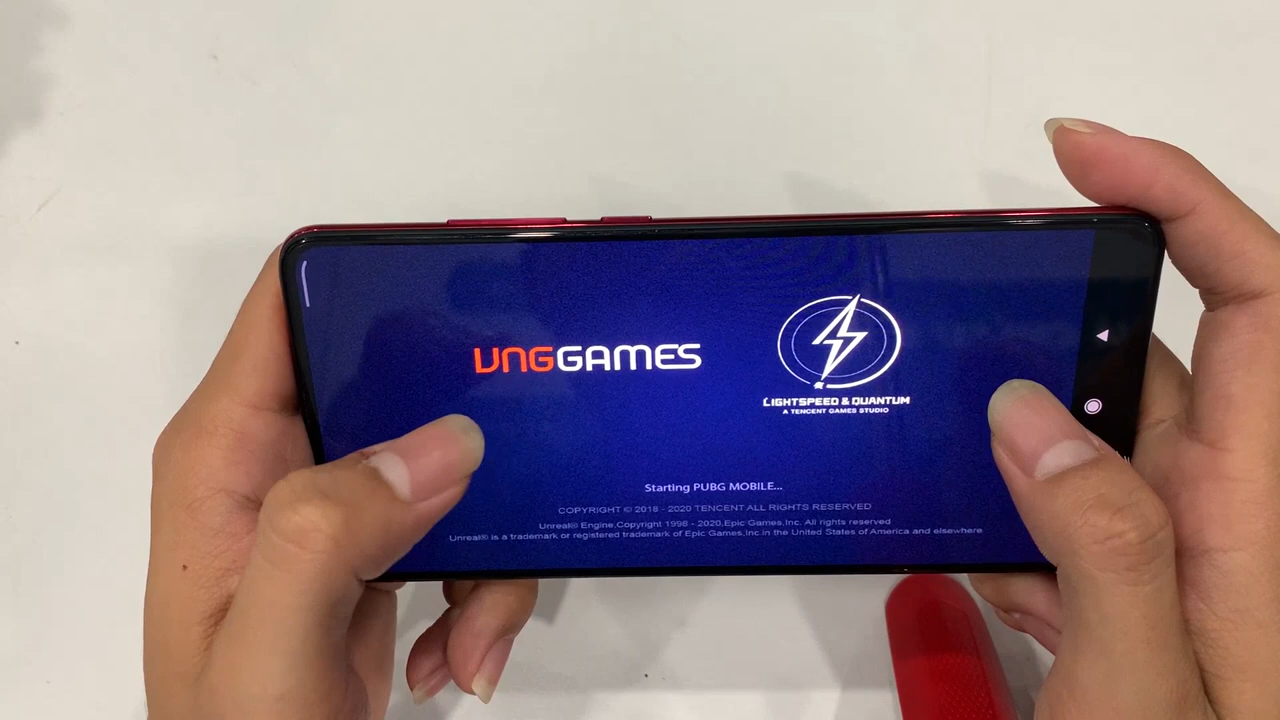 VNGGAMES
LIGHTSPEED & QUANTUM
A TENCENT GAMES STUDIO
Starting PUBG MOBILE...
COPYRIGHT © 2018 - 2020 TENCENT ALL RIGHTS RESERVED
Unreal® Engine,Copyright 1998 - 2020,Epic Games,Inc. All rights reserved
Unreal® is a trademark or registered trademark of Epic Games,Inc in the United States of America and elsewhere